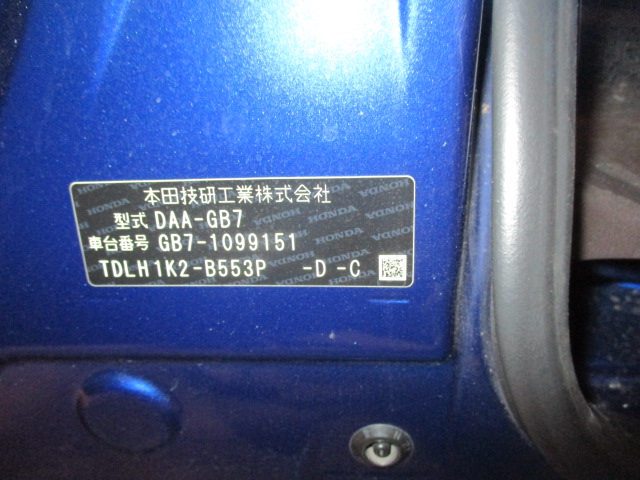 本田技研工業株式会社
型式 DAA-GB7
車台番号 GB7-1099151
TDLH1K2-B553P -D -C